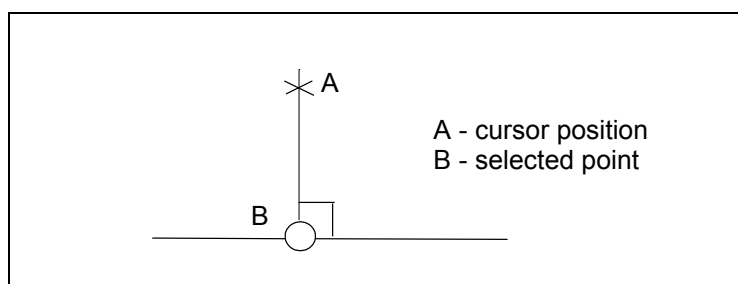 A
A - cursor position
B - selected point
B